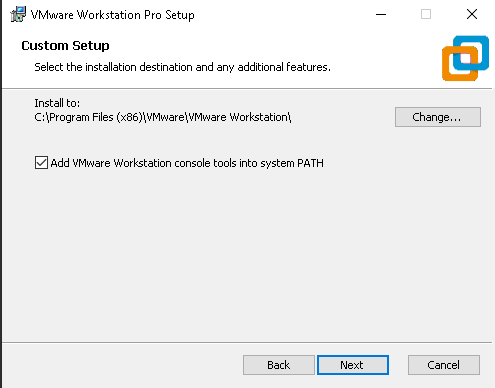 VMware Workstation Pro Setup
Custom Setup
Select the installation destination and any additional features.
Install to:
C:\Program Files (x86)\VMware\VMware Workstation\
Change...
Add VMware Workstation console tools into system PATH
Back
Next
Cancel